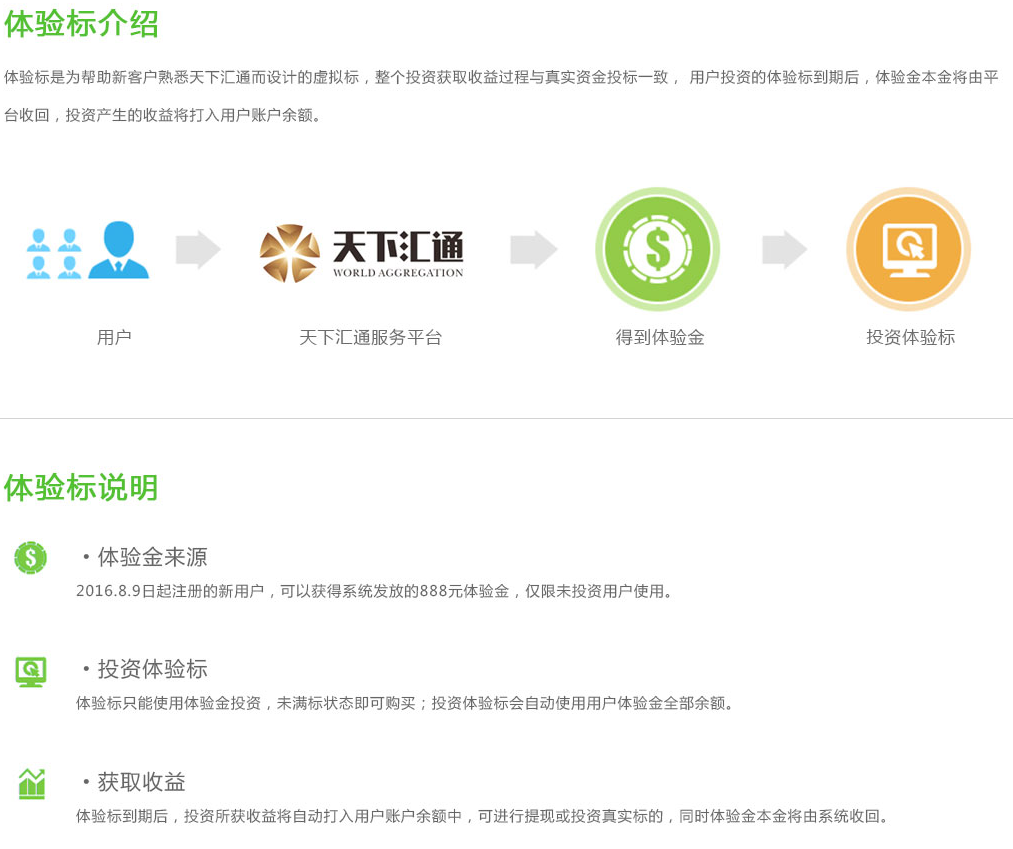 体验标介绍
体验标是为帮助新客户熟悉天下汇通而设计的虚拟标，整个投资获取收益过程与真实资金投标一致， 用户投资的体验标到期后，体验金本金将由平
台收回，投资产生的收益将打入用户账户余额。
天下汇通
WORLD AGGREGATION
用户
天下汇通服务平台
得到体验金
投资体验标
体验标说明
・体验金来源
2016.8.9日起注册的新用户，可以获得系统发放的888元体验金，仅限未投资用户使用。
・投资体验标
体验标只能使用体验金投资，未满标状态即可购买；投资体验标会自动使用用户体验金全部余额。
・获取收益
体验标到期后，投资所获收益将自动打入用户账户余额中，可进行提现或投资真实标的，同时体验金本金将由系统收回。